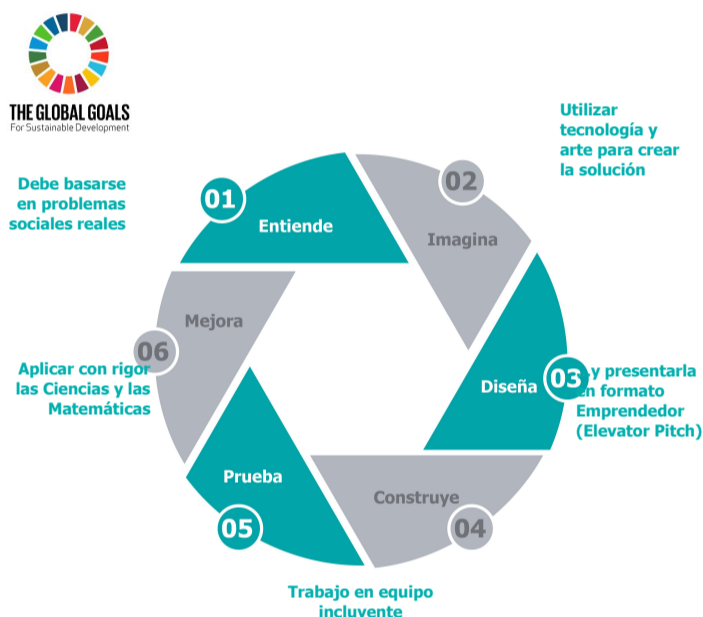 THE GLOBAL GOALS
For Sustainable Development
Utilizar
tecnología y
arte para crear
la solución
Debe basarse
en problemas
sociales reales
01
Entiende
02
Imagina
Mejora
06
Aplicar con rigor
las Ciencias y las
Matemáticas
Diseña
03
..y presentarla
en formato
Emprendedor
(Elevator Pitch)
Prueba
05
Construye
04
Trabajo en equipo
incluyente